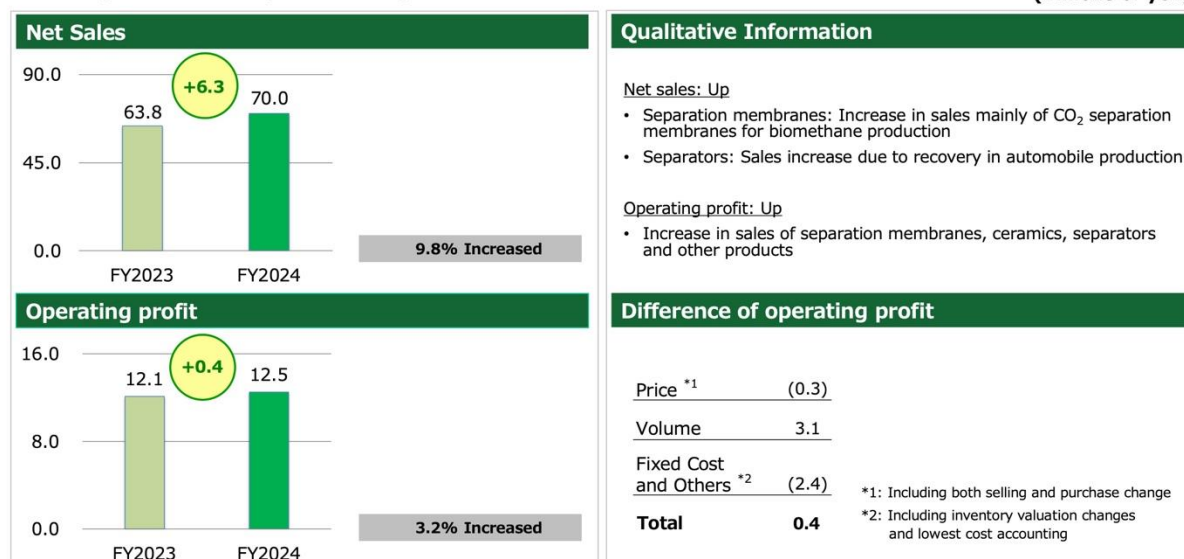 Net Sales
90.0
+6.3
63.8
70.0
45.0
0.0
FY2023
FY2024
9.8% Increased
Qualitative Information
Net sales: Up
• Separation membranes: Increase in sales mainly of CO₂ separation
membranes for biomethane production
• Separators: Sales increase due to recovery in automobile production
Operating profit: Up
• Increase in sales of separation membranes, ceramics, separators
and other products
Operating profit
16.0
+0.4
12.1
12.5
8.0
0.0
FY2023
FY2024
3.2% Increased
Difference of operating profit
Price *1 (0.3)
Volume 3.1
Fixed Cost
and Others *2 (2.4)
Total 0.4
*1: Including both selling and purchase change
*2: Including inventory valuation changes
and lowest cost accounting